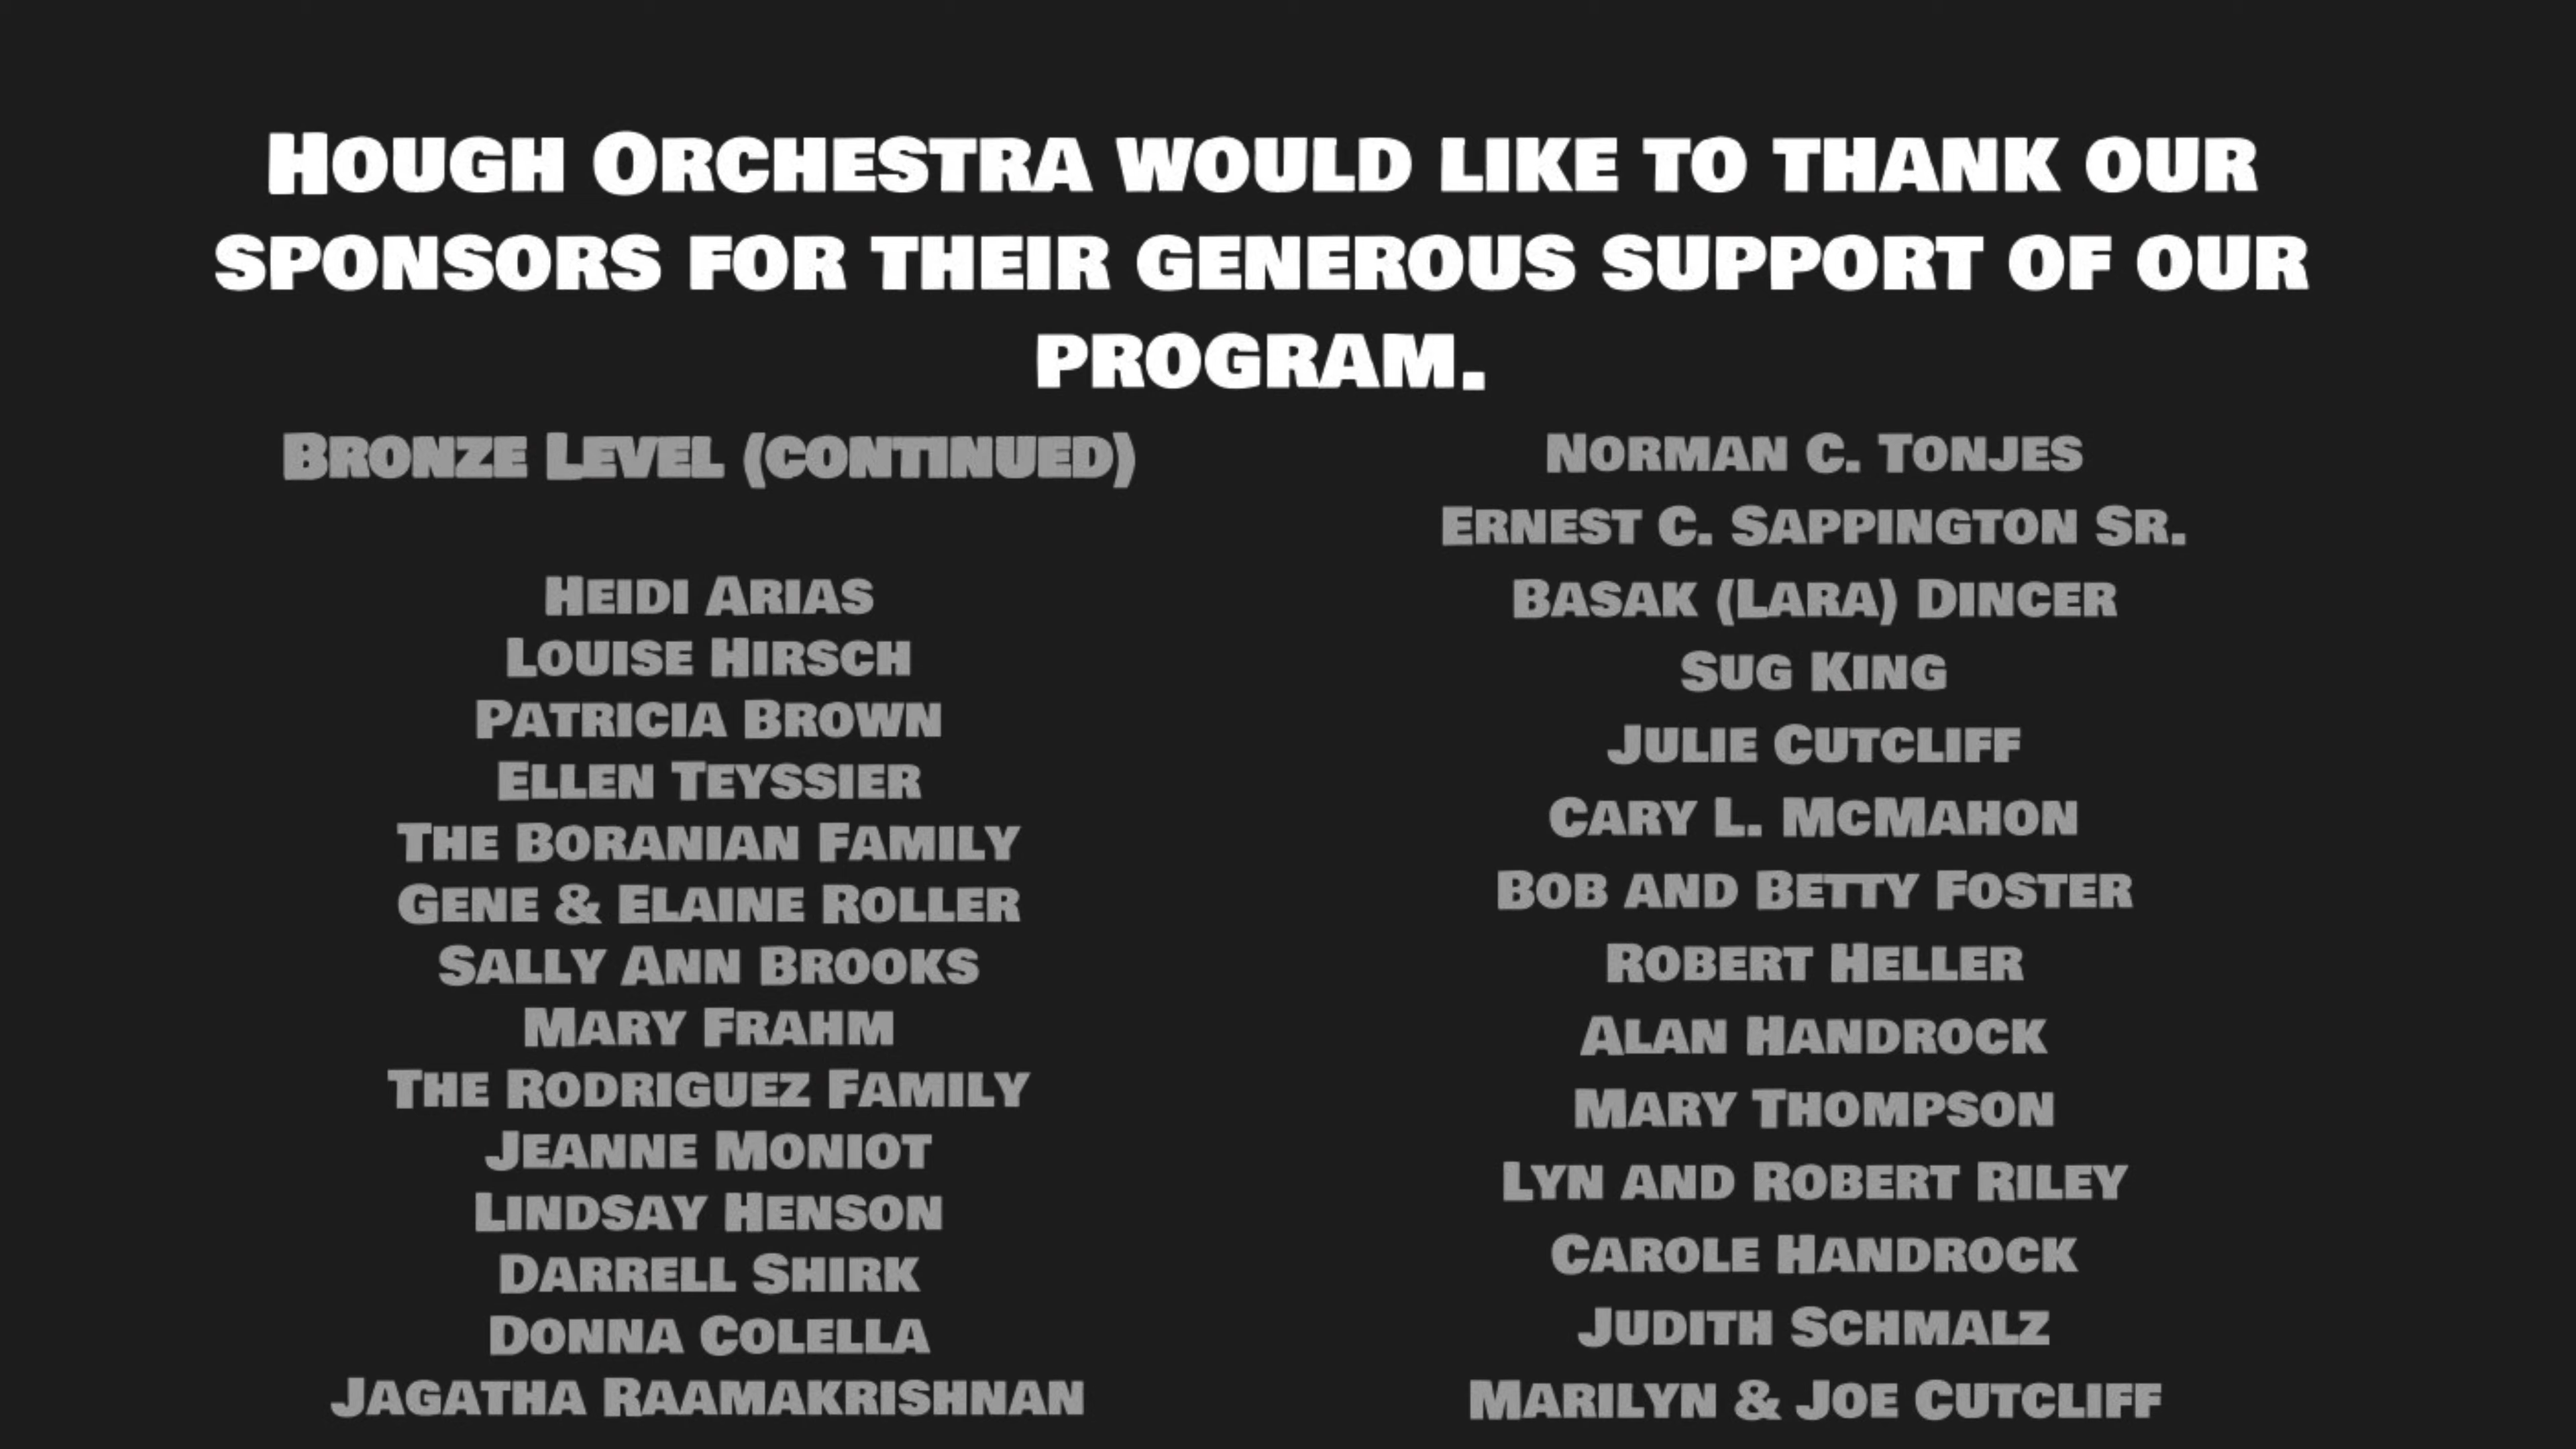 Hough Orchestra would like to thank our
sponsors for their generous support of our
program.
Bronze Level (continued)
Heidi Arias
Louise Hirsch
Patricia Brown
Ellen Teyssier
The Boranian Family
Gene & Elaine Roller
Sally Ann Brooks
Mary Frahm
The Rodriguez Family
Jeanne Moniot
Lindsay Henson
Darrell Shirk
Donna Colella
Jagatha Raamakrishnan
Norman C. Tonjes
Ernest C. Sappington Sr.
Basak (Lara) Dincer
Sug King
Julie Cutcliff
Cary L. McMahon
Bob and Betty Foster
Robert Heller
Alan Handrock
Mary Thompson
Lyn and Robert Riley
Carole Handrock
Judith Schmalz
Marilyn & Joe Cutcliff